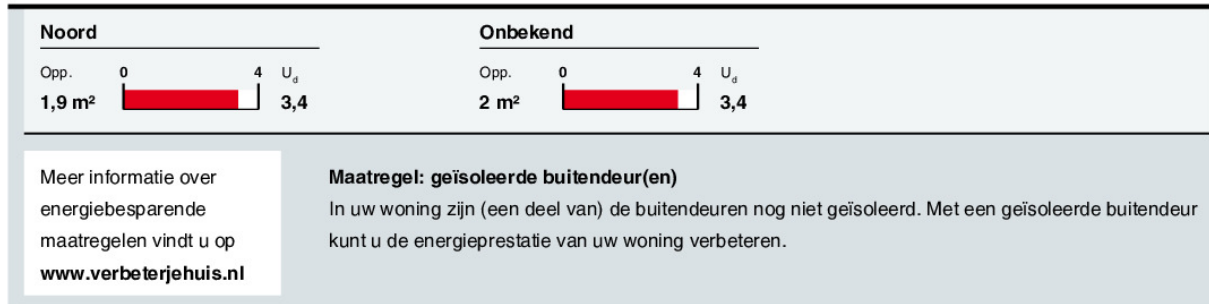 Noord
Opp. 0 4 U_d
1,9 m² 3,4
Onbekend
Opp. 0 4 U_d
2 m² 3,4
Meer informatie over
energiebesparende
maatregelen vindt u op
www.verbeterjehuis.nl
Maatregel: geïsoleerde buitendeur(en)
In uw woning zijn (een deel van) de buitendeuren nog niet geïsoleerd. Met een geïsoleerde buitendeur
kunt u de energieprestatie van uw woning verbeteren.